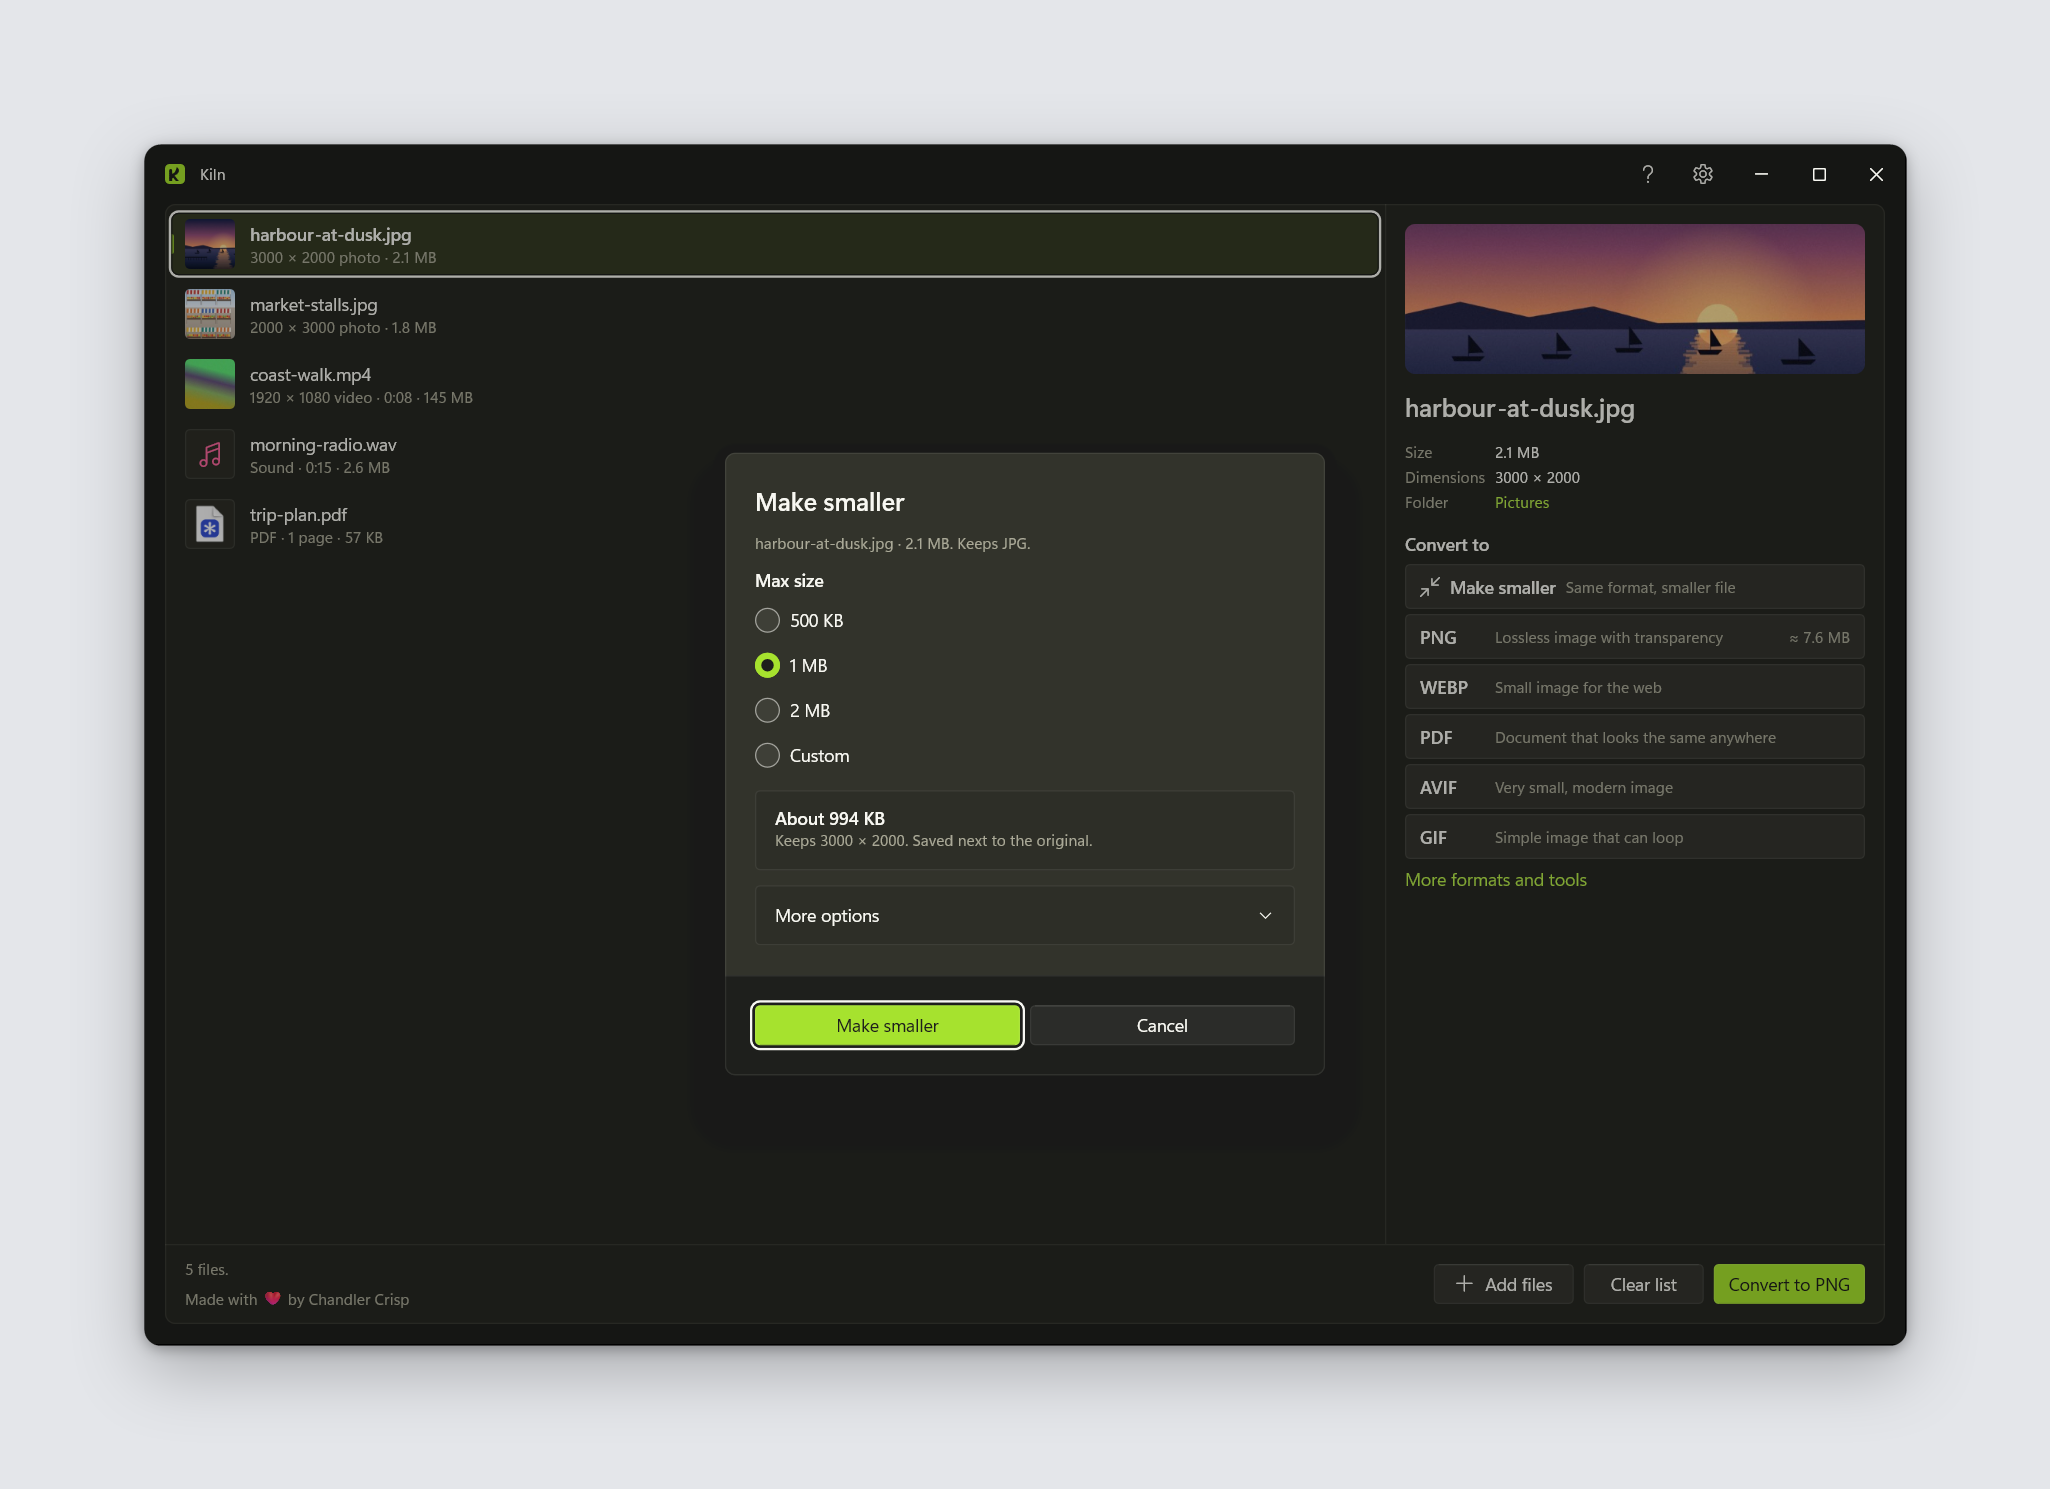 Kiln
harbour-at-dusk.jpg
3000 × 2000 photo · 2.1 MB
market-stalls.jpg
2000 × 3000 photo · 1.8 MB
coast-walk.mp4
1920 × 1080 video · 0:08 · 145 MB
morning-radio.wav
Sound · 0:15 · 2.6 MB
trip-plan.pdf
PDF · 1 page · 57 KB
Make smaller
harbour-at-dusk.jpg · 2.1 MB. Keeps JPG.
Max size
500 KB
1 MB
2 MB
Custom
About 994 KB
Keeps 3000 × 2000. Saved next to the original.
More options
Make smaller
Cancel
harbour-at-dusk.jpg
Size 2.1 MB
Dimensions 3000 × 2000
Folder Pictures
Convert to
Make smaller Same format, smaller file
PNG Lossless image with transparency ≈ 7.6 MB
WEBP Small image for the web
PDF Document that looks the same anywhere
AVIF Very small, modern image
GIF Simple image that can loop
More formats and tools
5 files.
Made with ❤ by Chandler Crisp
Add files
Clear list
Convert to PNG